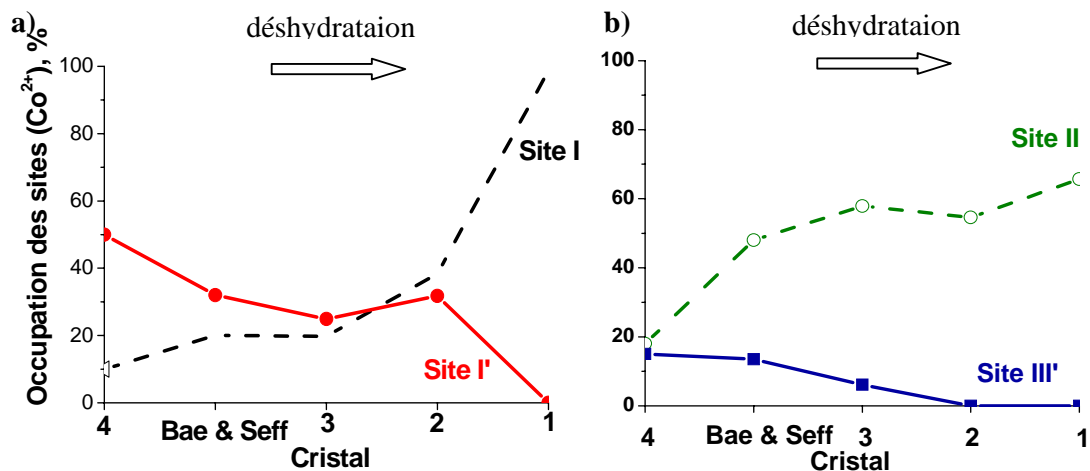 a)
déshydrataion
Occupation des sites (Co²⁺), %
100
80
60
40
20
0
Site I
Site I'
4
Bae & Seff
3
2
1
Cristal
b)
déshydrataion
100
80
60
40
20
0
Site II
Site III'
4
Bae & Seff
3
2
1
Cristal